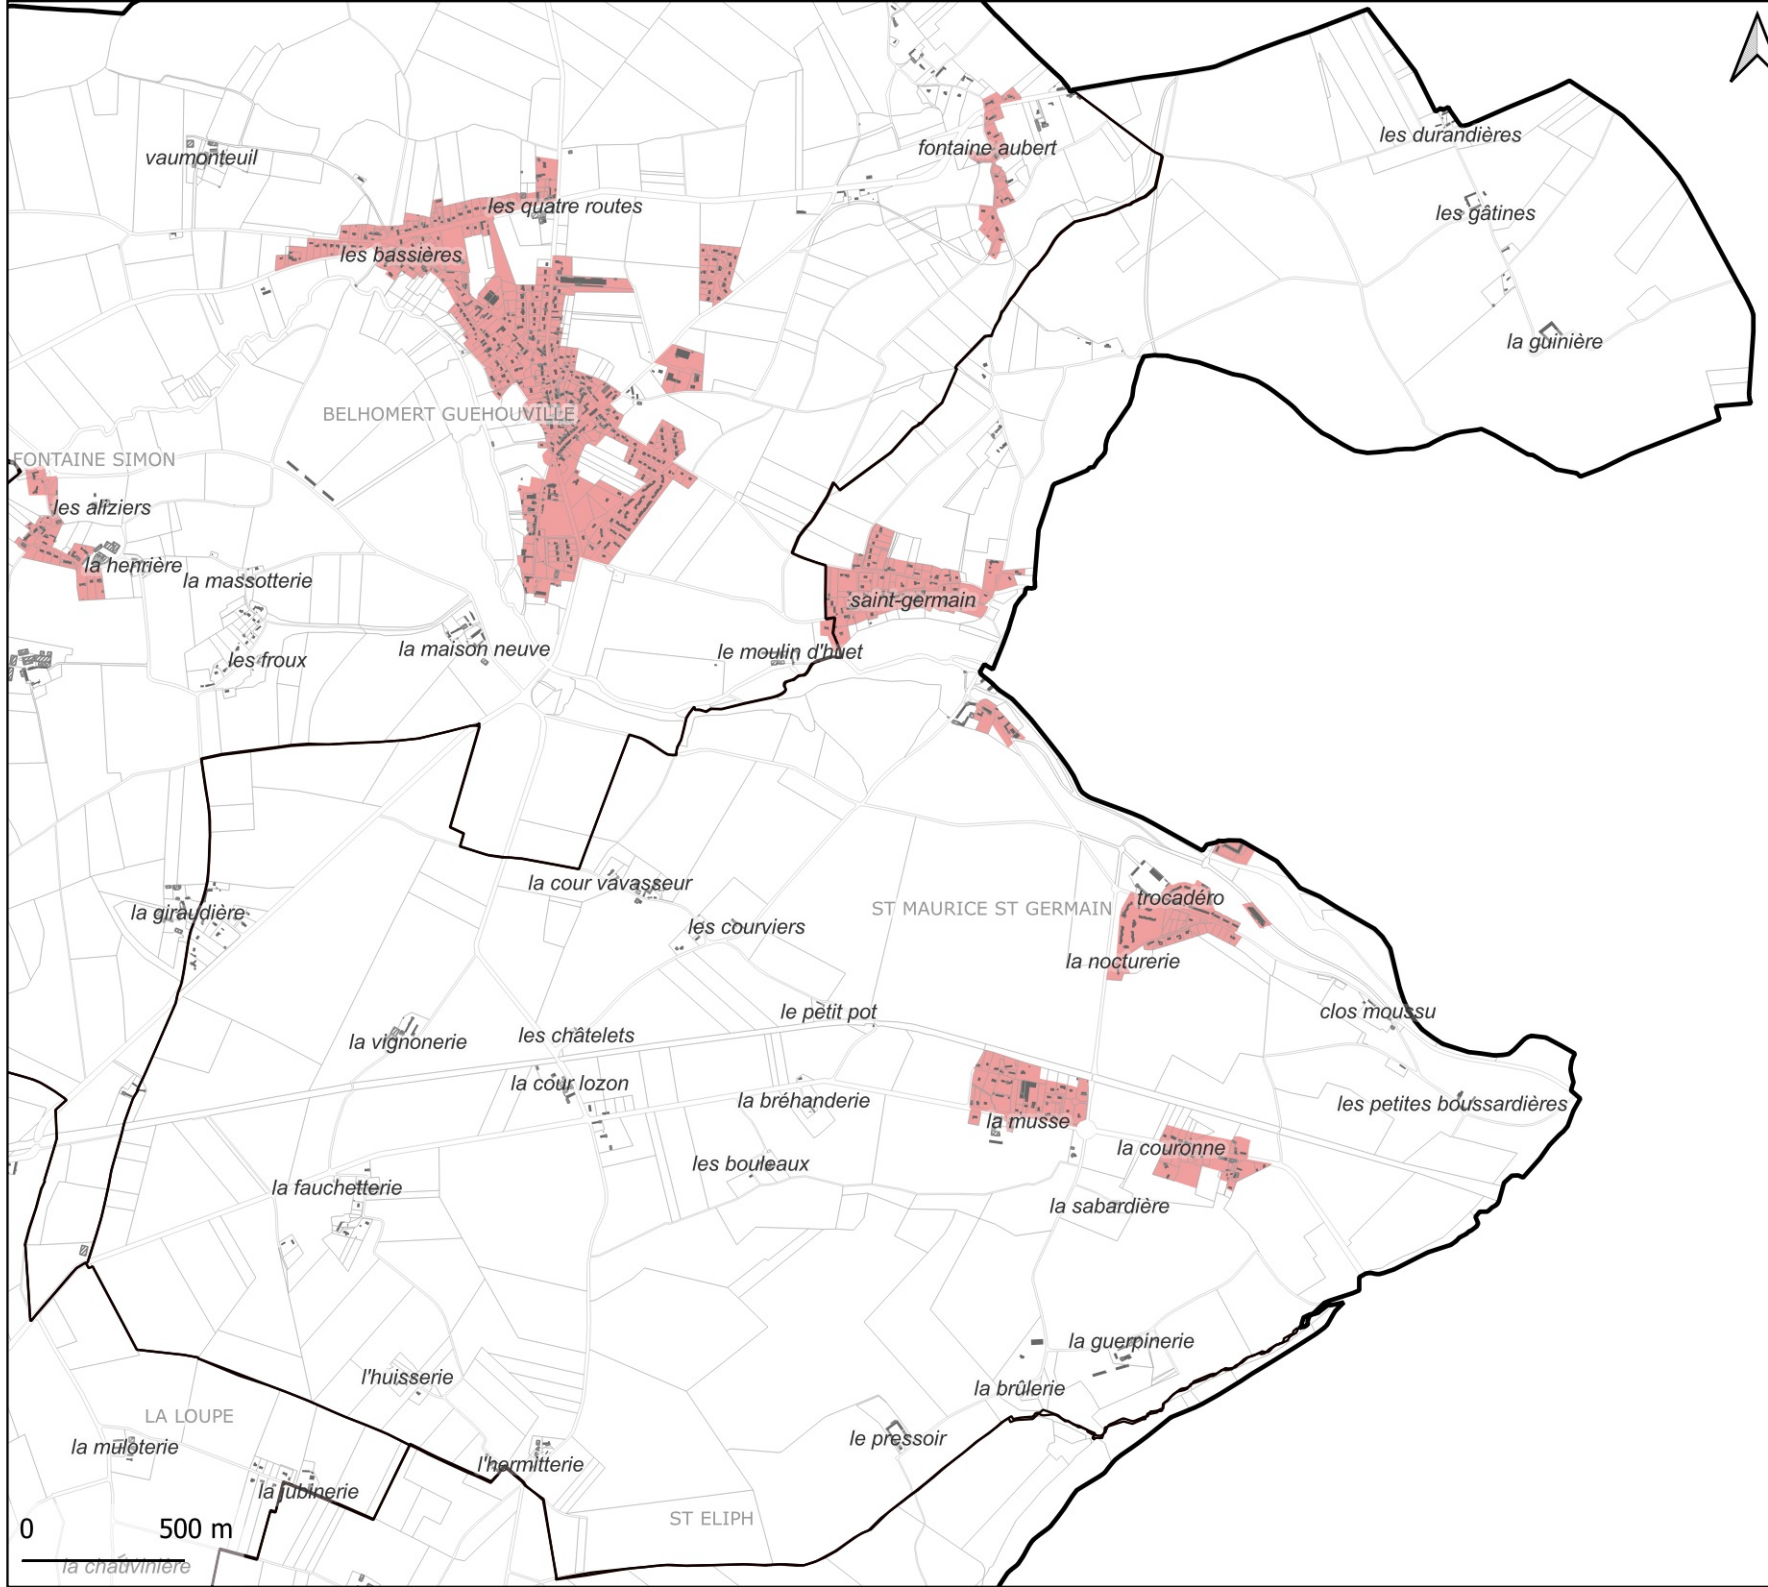 les durandières
fontaine aubert
vaumonteuil
les quatre routes
les gâtines
les bassières
la guinière
BELHOMERT GUEHOUVILLE
FONTAINE SIMON
les aliziers
la henrière
la massotterie
saint-germain
la maison neuve
le moulin d'huet
les froux
la cour vavasseur
trocadéro
ST MAURICE ST GERMAIN
la giraudière
les courviers
la nocturerie
le petit pot
clos moussu
les châtelets
la vignonerie
la cour lozon
la bréhanderie
les petites boussardières
la musse
la couronne
les bouleaux
la fauchetterie
la sabardière
la guerpinerie
l'huisserie
la brûlerie
LA LOUPE
le pressoir
la muloterie
l'hermitterie
la jubinerie
ST ELIPH
0 500 m
la chauvinière